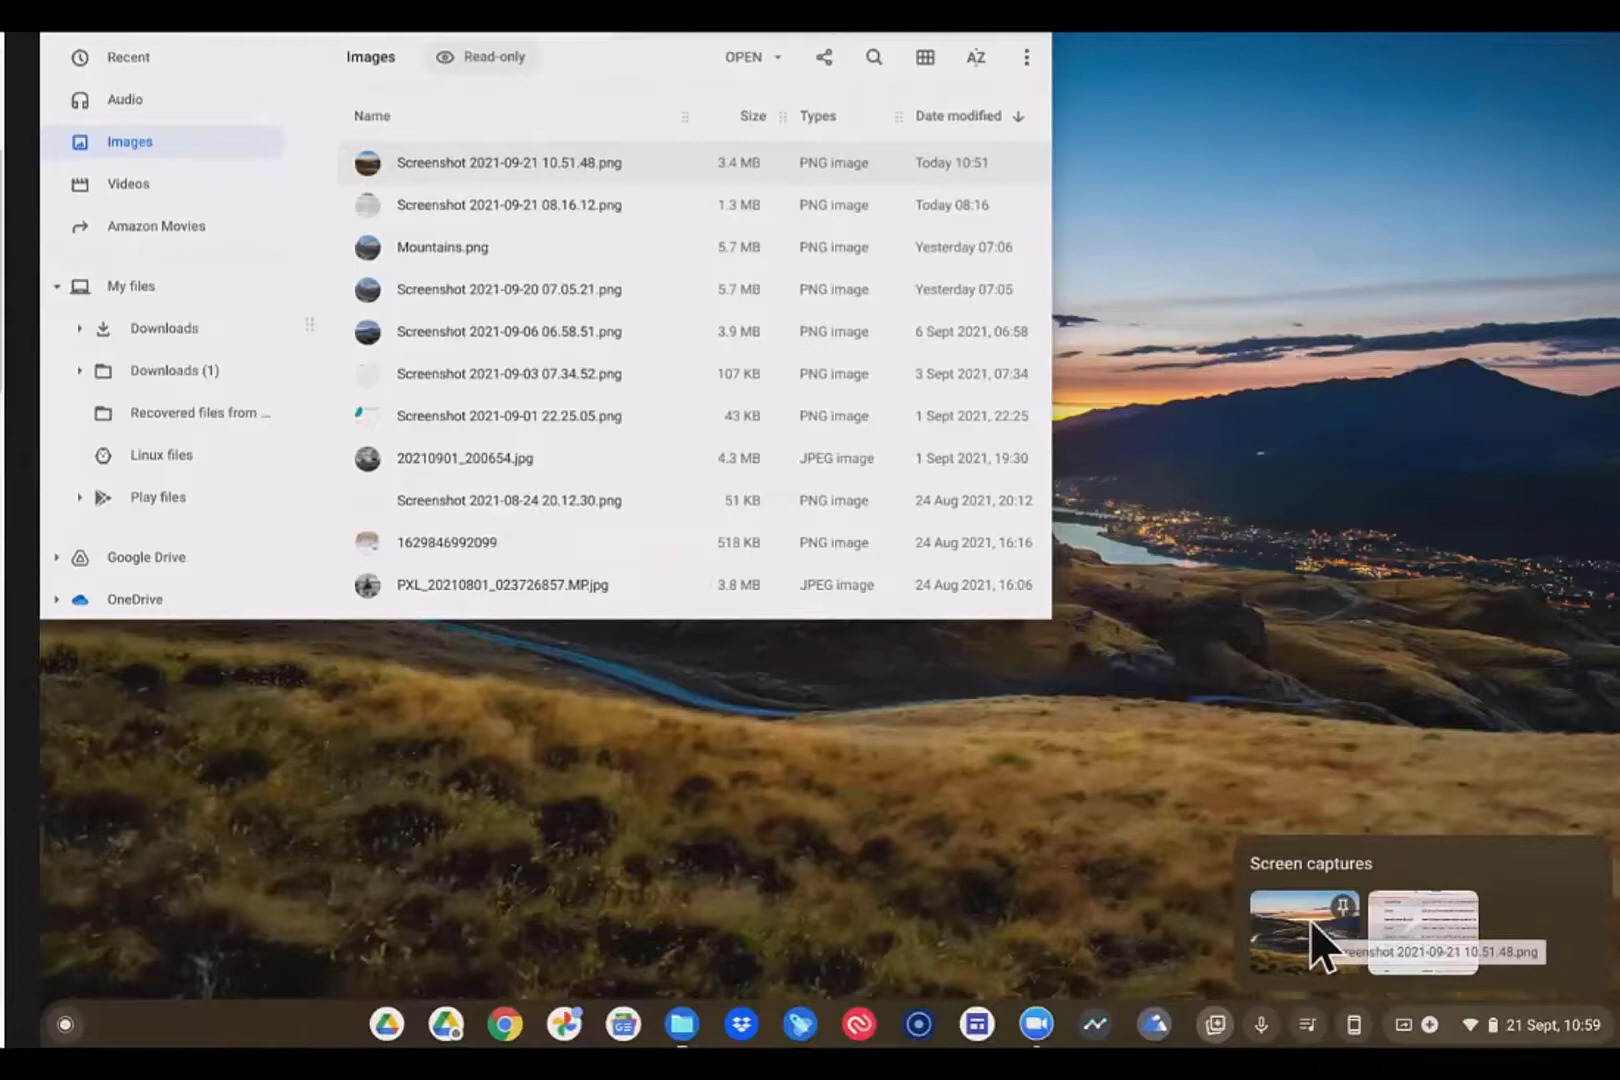 Recent
Audio
Images
Videos
Amazon Movies
My files
Downloads
Downloads (1)
Recovered files from ...
Linux files
Play files
Google Drive
OneDrive
Images Read-only OPEN AZ
Name Size Types Date modified
Screenshot 2021-09-21 10.51.48.png 3.4 MB PNG image Today 10:51
Screenshot 2021-09-21 08.16.12.png 1.3 MB PNG image Today 08:16
Mountains.png 5.7 MB PNG image Yesterday 07:06
Screenshot 2021-09-20 07.05.21.png 5.7 MB PNG image Yesterday 07:05
Screenshot 2021-09-06 06.58.51.png 3.9 MB PNG image 6 Sept 2021, 06:58
Screenshot 2021-09-03 07.34.52.png 107 KB PNG image 3 Sept 2021, 07:34
Screenshot 2021-09-01 22.25.05.png 43 KB PNG image 1 Sept 2021, 22:25
20210901_200654.jpg 4.3 MB JPEG image 1 Sept 2021, 19:30
Screenshot 2021-08-24 20.12.30.png 51 KB PNG image 24 Aug 2021, 20:12
1629846992099 518 KB PNG image 24 Aug 2021, 16:16
PXL_20210801_023726857.MP.jpg 3.8 MB JPEG image 24 Aug 2021, 16:06
Screen captures
reenshot 2021-09-21 10.51.48.png
21 Sept, 10:59